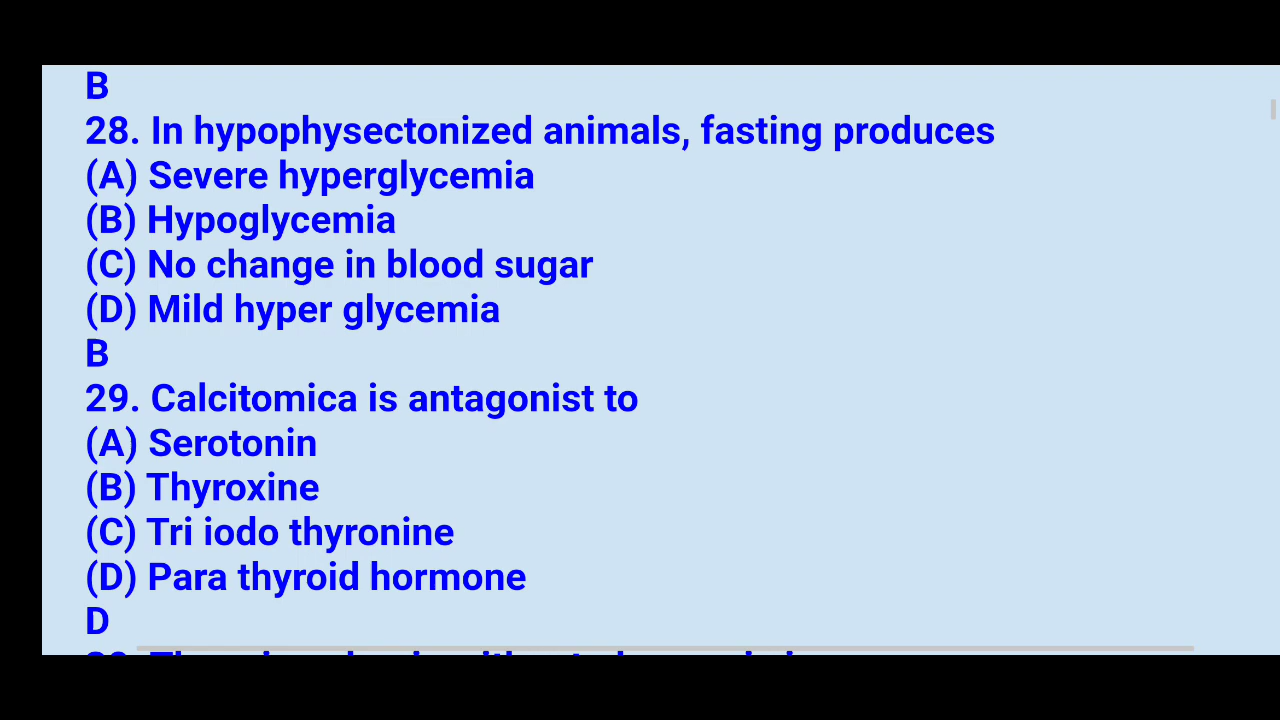 B
28. In hypophysectonized animals, fasting produces
(A) Severe hyperglycemia
(B) Hypoglycemia
(C) No change in blood sugar
(D) Mild hyper glycemia
B
29. Calcitomica is antagonist to
(A) Serotonin
(B) Thyroxine
(C) Tri iodo thyronine
(D) Para thyroid hormone
D